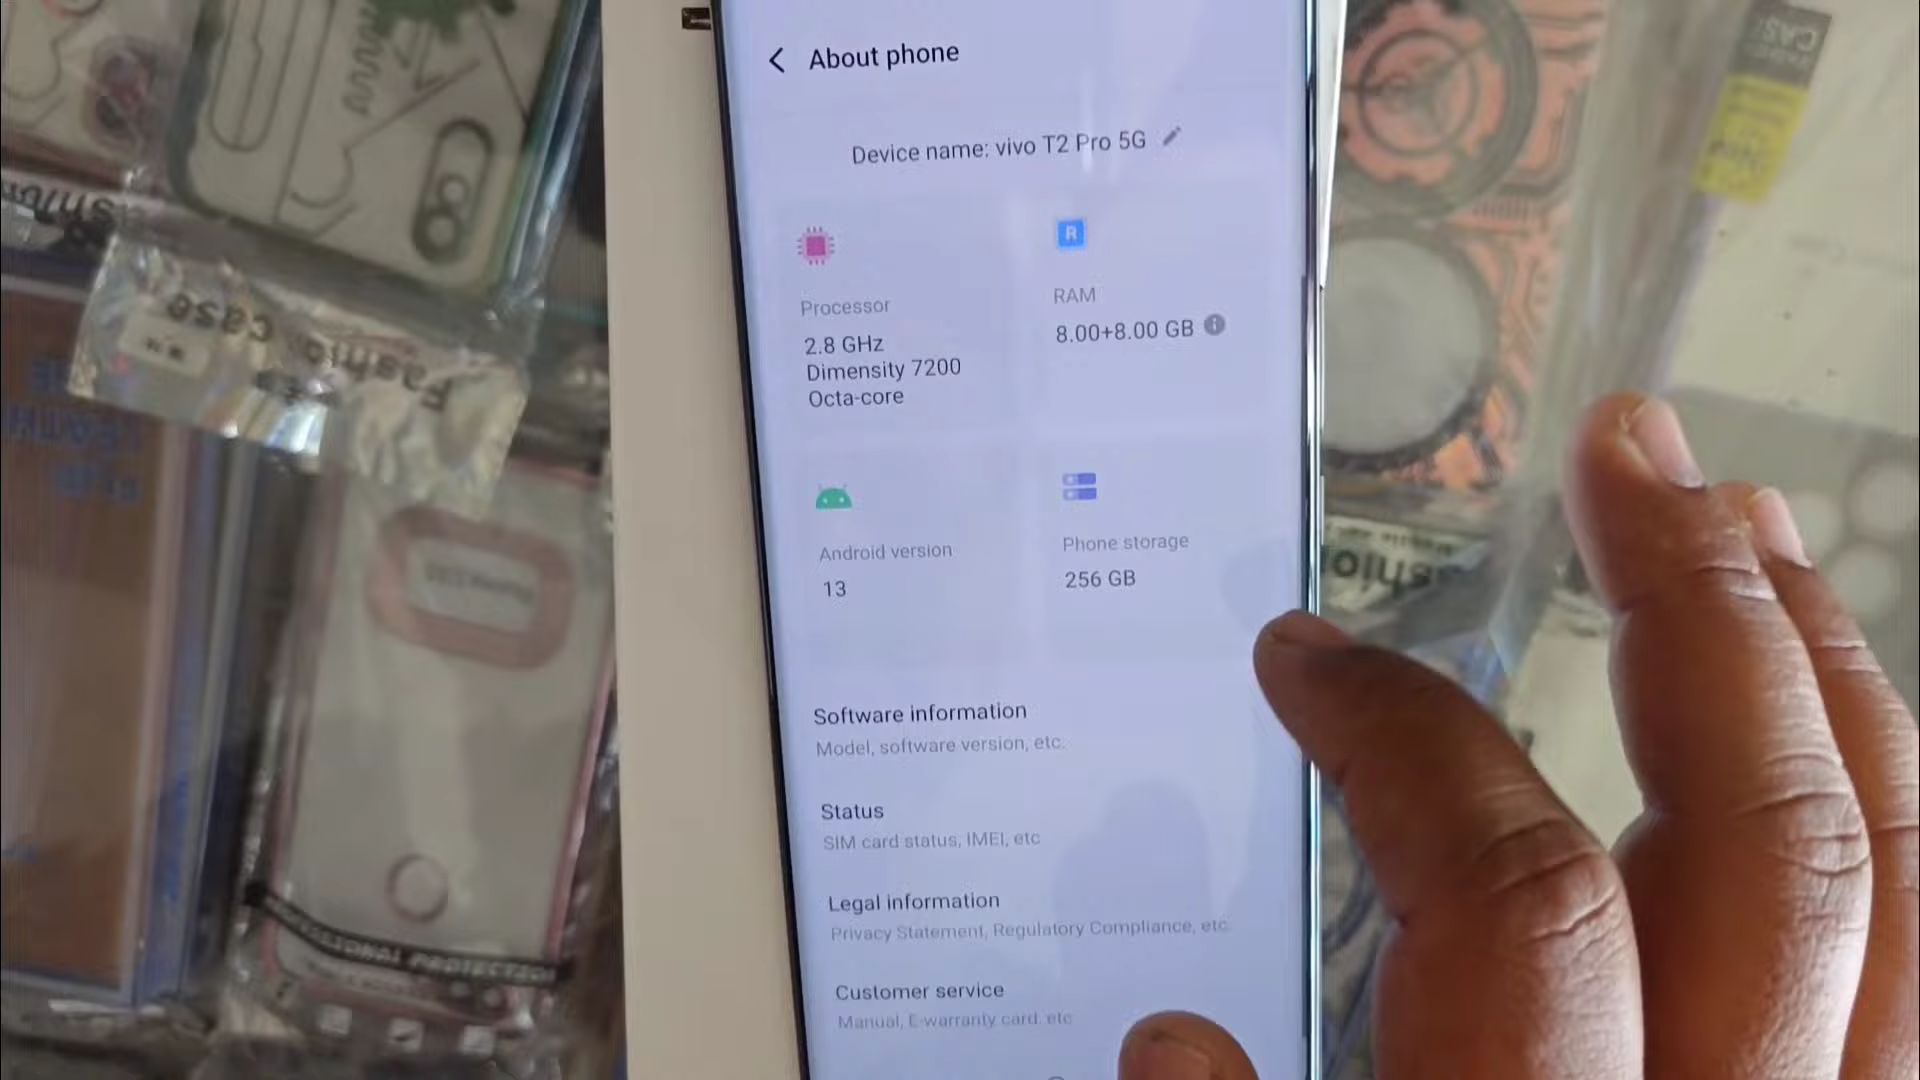 About phone
Device name: vivo T2 Pro 5G
R
Processor
2.8 GHz
Dimensity 7200
Octa-core
RAM
8.00+8.00 GB
Android version
13
Phone storage
256 GB
Software information
Model, software version, etc.
Status
SIM card status, IMEI, etc
Legal information
Privacy Statement, Regulatory Compliance, etc.
Customer service
Manual, E-warranty card. etc
Fashion Case
PROTECTION
CASE